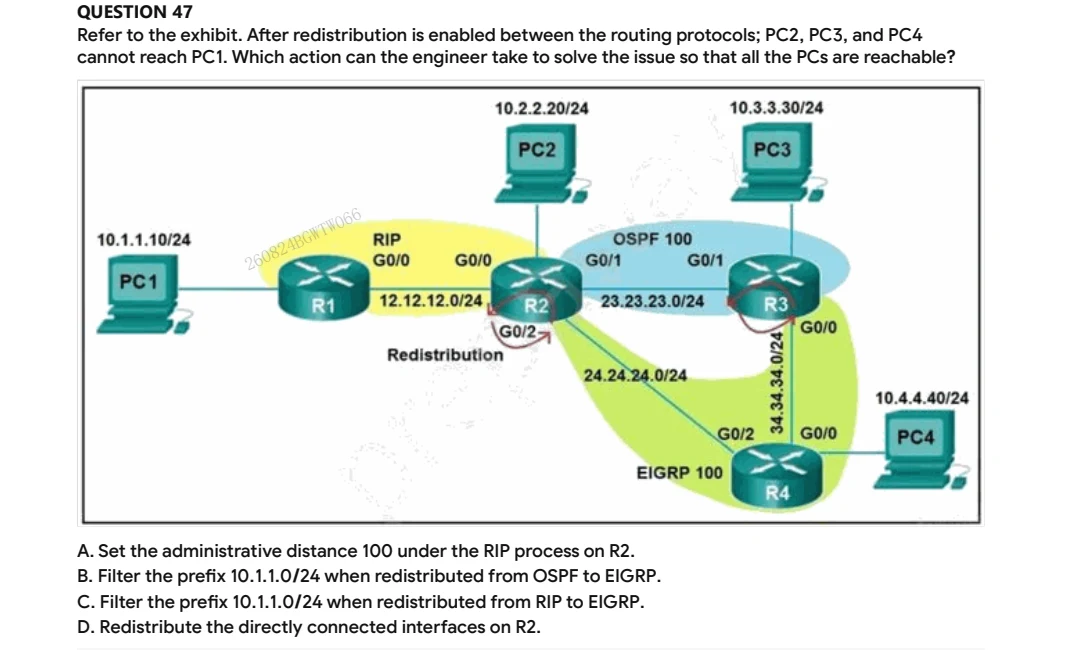 QUESTION 47
Refer to the exhibit. After redistribution is enabled between the routing protocols; PC2, PC3, and PC4
cannot reach PC1. Which action can the engineer take to solve the issue so that all the PCs are reachable?
10.2.2.20/24
10.3.3.30/24
PC2
PC3
260824BGWTW066
10.1.1.10/24
RIP
OSPF 100
G0/0
G0/0
G0/1
G0/1
PC1
R1
12.12.12.0/24
R2
23.23.23.0/24
R3
G0/2
G0/0
Redistribution
34.34.34.0/24
24.24.24.0/24
10.4.4.40/24
G0/2
G0/0
PC4
EIGRP 100
R4
A. Set the administrative distance 100 under the RIP process on R2.
B. Filter the prefix 10.1.1.0/24 when redistributed from OSPF to EIGRP.
C. Filter the prefix 10.1.1.0/24 when redistributed from RIP to EIGRP.
D. Redistribute the directly connected interfaces on R2.